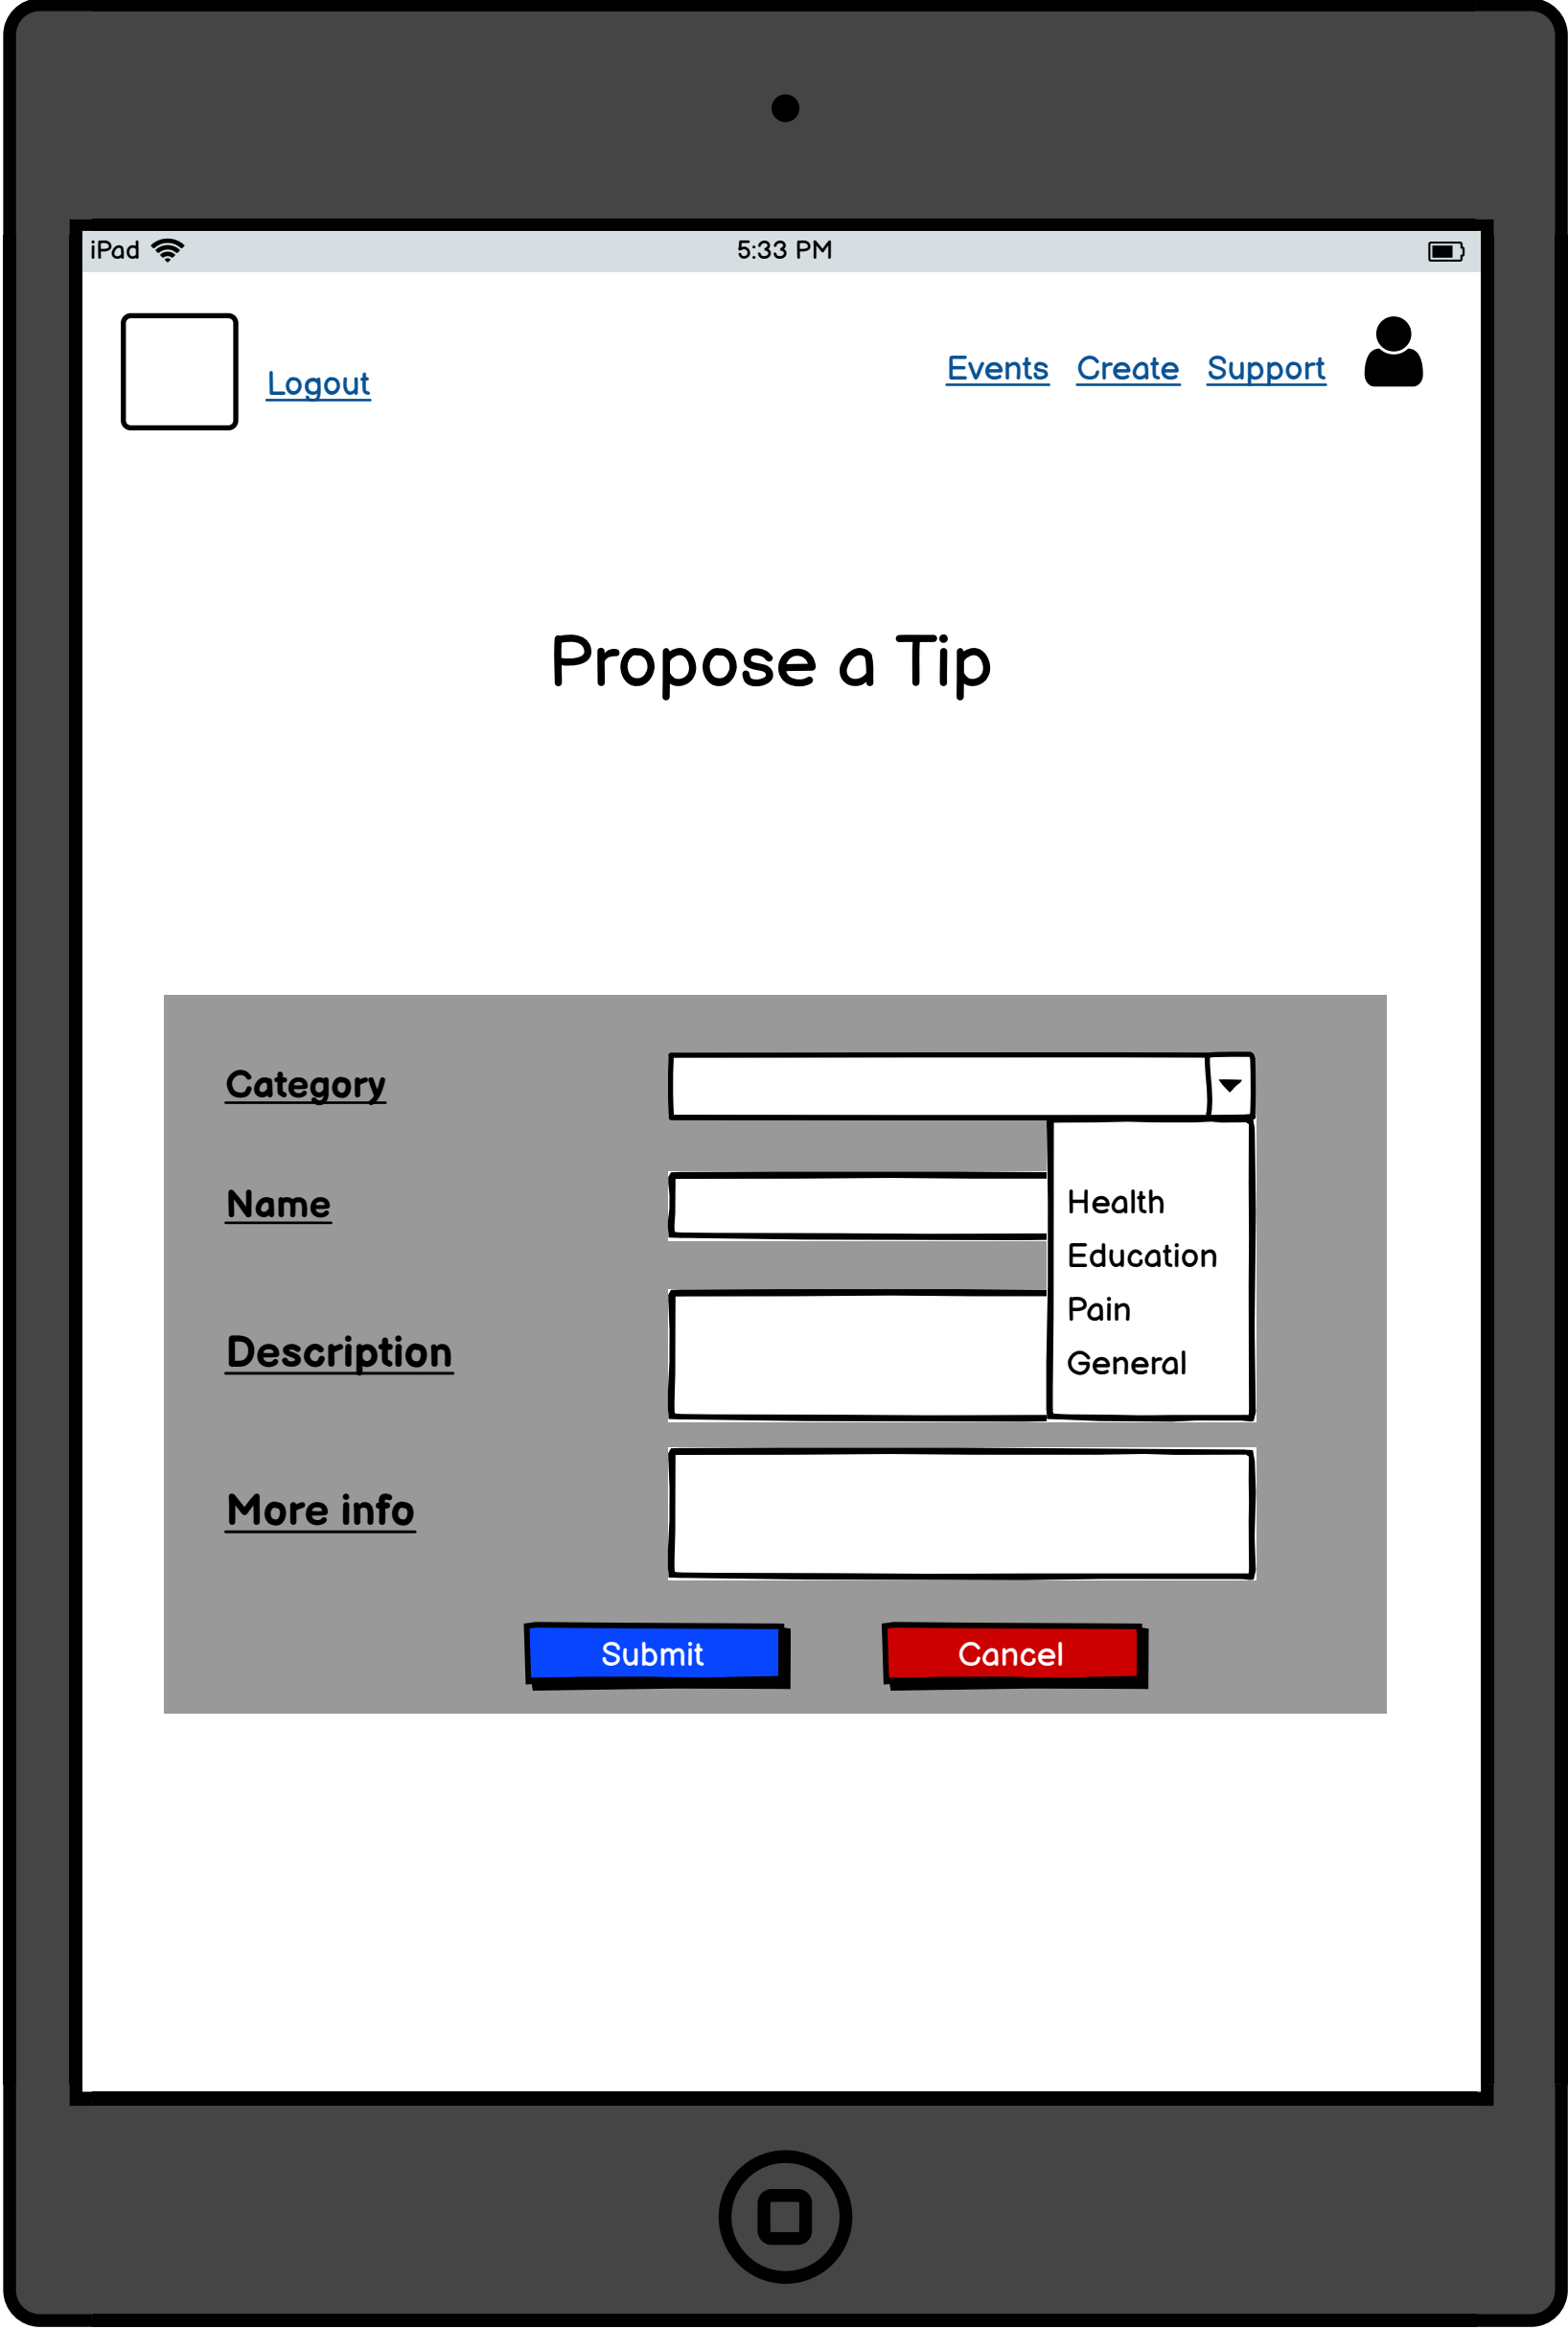 iPad 5:33 PM
Logout Events Create Support
Propose a Tip
Category
Name
Health
Education
Pain
General
Description
More info
Submit Cancel